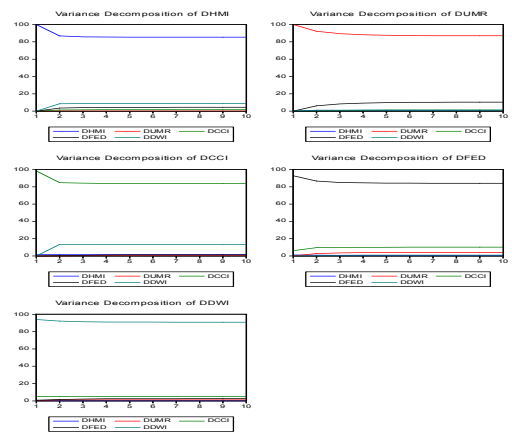 Variance Decomposition of DHMI
100
80
60
40
20
0
1 2 3 4 5 6 7 8 9 10
DHMI DUMR DCCI
DFED DDWI
Variance Decomposition of DUMR
100
80
60
40
20
0
1 2 3 4 5 6 7 8 9 10
DHMI DUMR DCCI
DFED DDWI
Variance Decomposition of DCCI
100
80
60
40
20
0
1 2 3 4 5 6 7 8 9 10
DHMI DUMR DCCI
DFED DDWI
Variance Decomposition of DFED
100
80
60
40
20
0
1 2 3 4 5 6 7 8 9 10
DHMI DUMR DCCI
DFED DDWI
Variance Decomposition of DDWI
100
80
60
40
20
0
1 2 3 4 5 6 7 8 9 10
DHMI DUMR DCCI
DFED DDWI